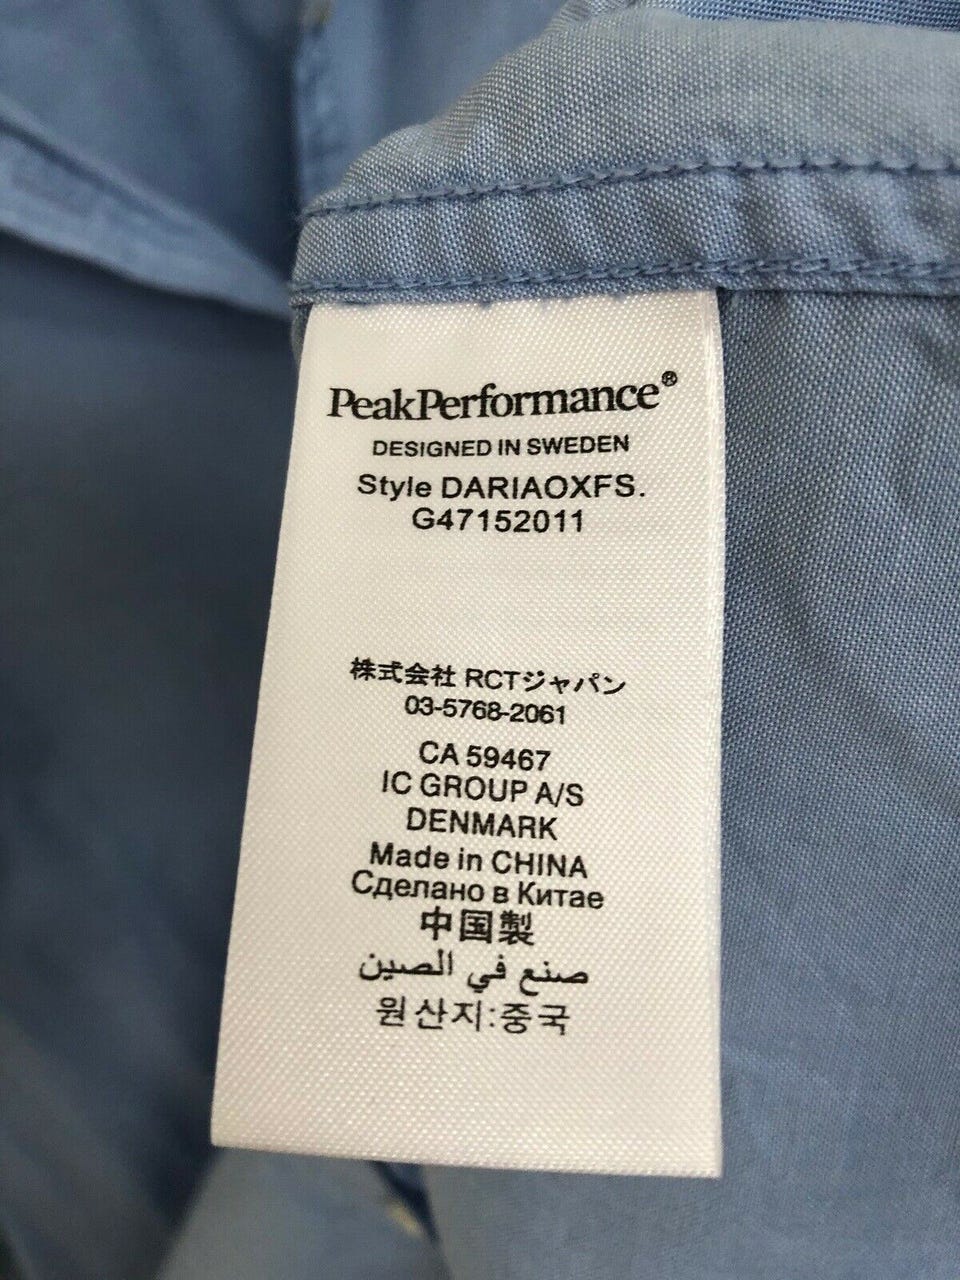 PeakPerformance®
DESIGNED IN SWEDEN
Style DARIAOXFS.
G47152011
株式会社 RCTジャパン
03-5768-2061
CA 59467
IC GROUP A/S
DENMARK
Made in CHINA
Сделано в Китае
中国製
صنع في الصين
원산지:중국